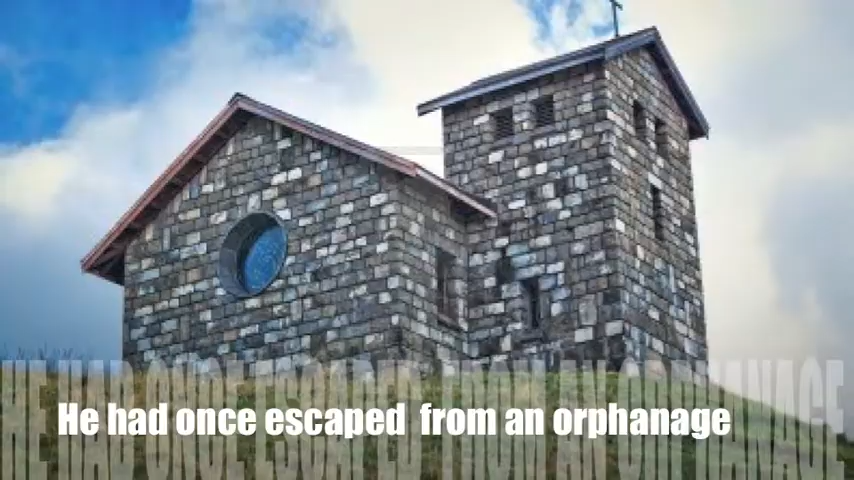 HE HAD ONCE ESCAPED FROM AN ORPHANAGE
He had once escaped from an orphanage